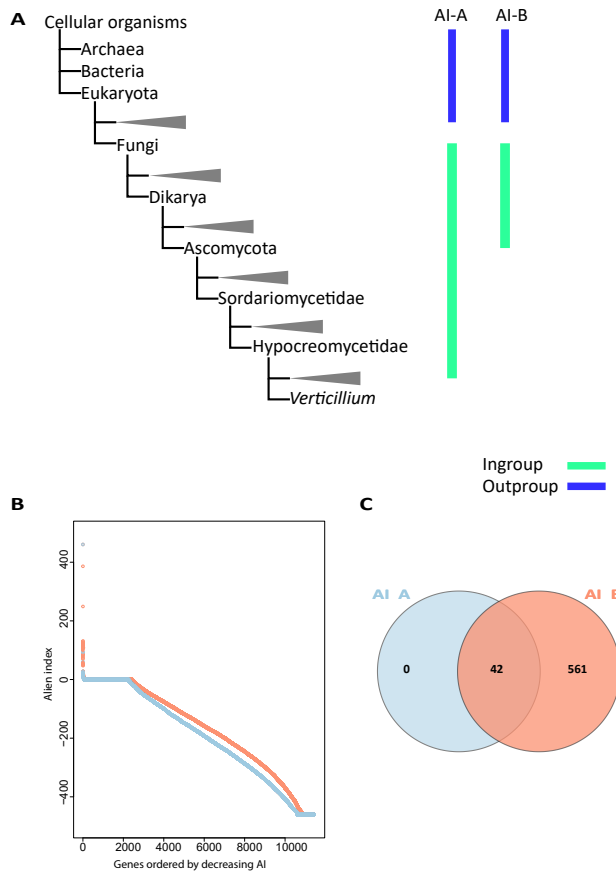 A
Cellular organisms
AI-A AI-B
Archaea
Bacteria
Eukaryota
Fungi
Dikarya
Ascomycota
Sordariomycetidae
Hypocreomycetidae
Verticillium
Ingroup
Outproup
B
Alien index
400
200
0
−200
−400
0 2000 4000 6000 8000 10000
Genes ordered by decreasing AI
C
AI A
AI B
0
42
561